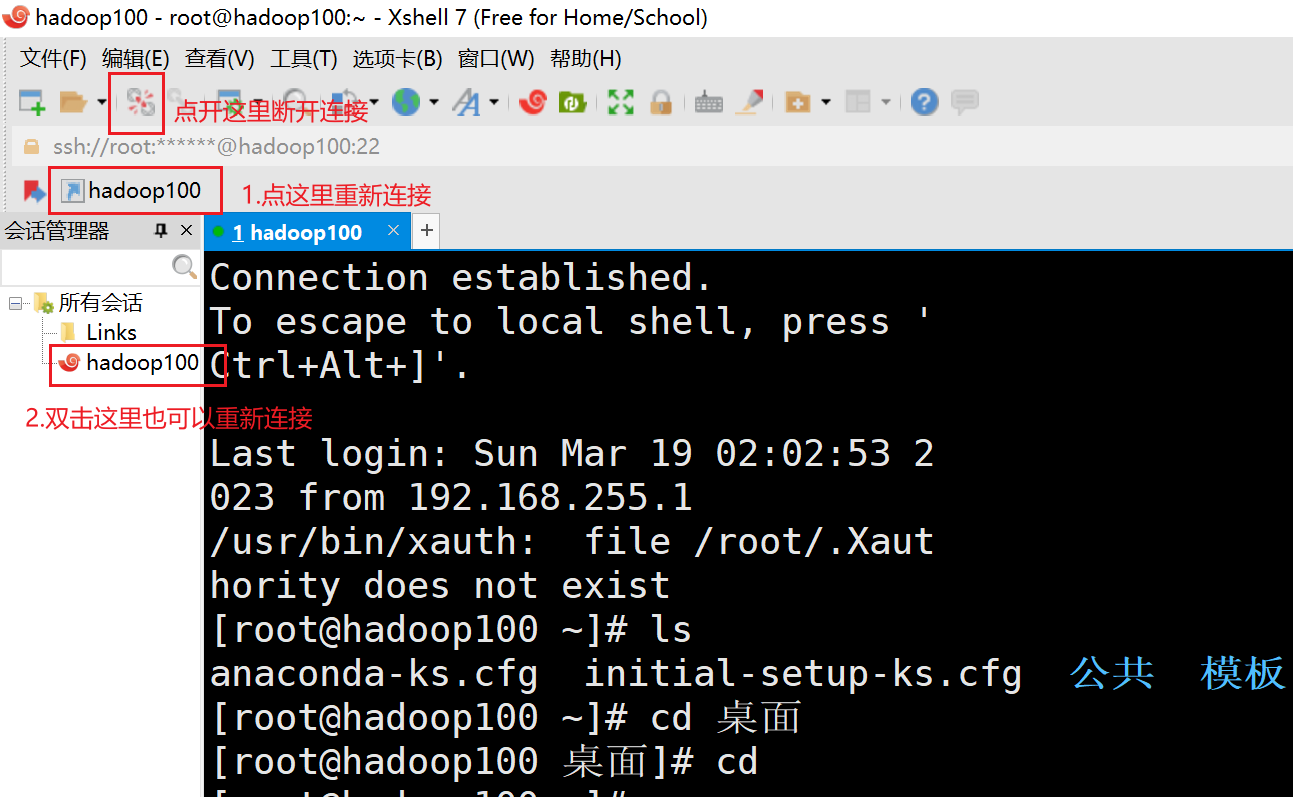 hadoop100 - root@hadoop100:~ - Xshell 7 (Free for Home/School)
文件(F) 编辑(E) 查看(V) 工具(T) 选项卡(B) 窗口(W) 帮助(H)
点开这里断开连接
ssh://root:******@hadoop100:22
hadoop100 1.点这里重新连接
会话管理器 1 hadoop100
Connection established.
所有会话
To escape to local shell, press '
Links
Ctrl+Alt+]'.
hadoop100
2.双击这里也可以重新连接
Last login: Sun Mar 19 02:02:53 2
023 from 192.168.255.1
/usr/bin/xauth:  file /root/.Xaut
hority does not exist
[root@hadoop100 ~]# ls
anaconda-ks.cfg  initial-setup-ks.cfg  公共  模板
[root@hadoop100 ~]# cd 桌面
[root@hadoop100 桌面]# cd
[root@hadoop100 ~]#